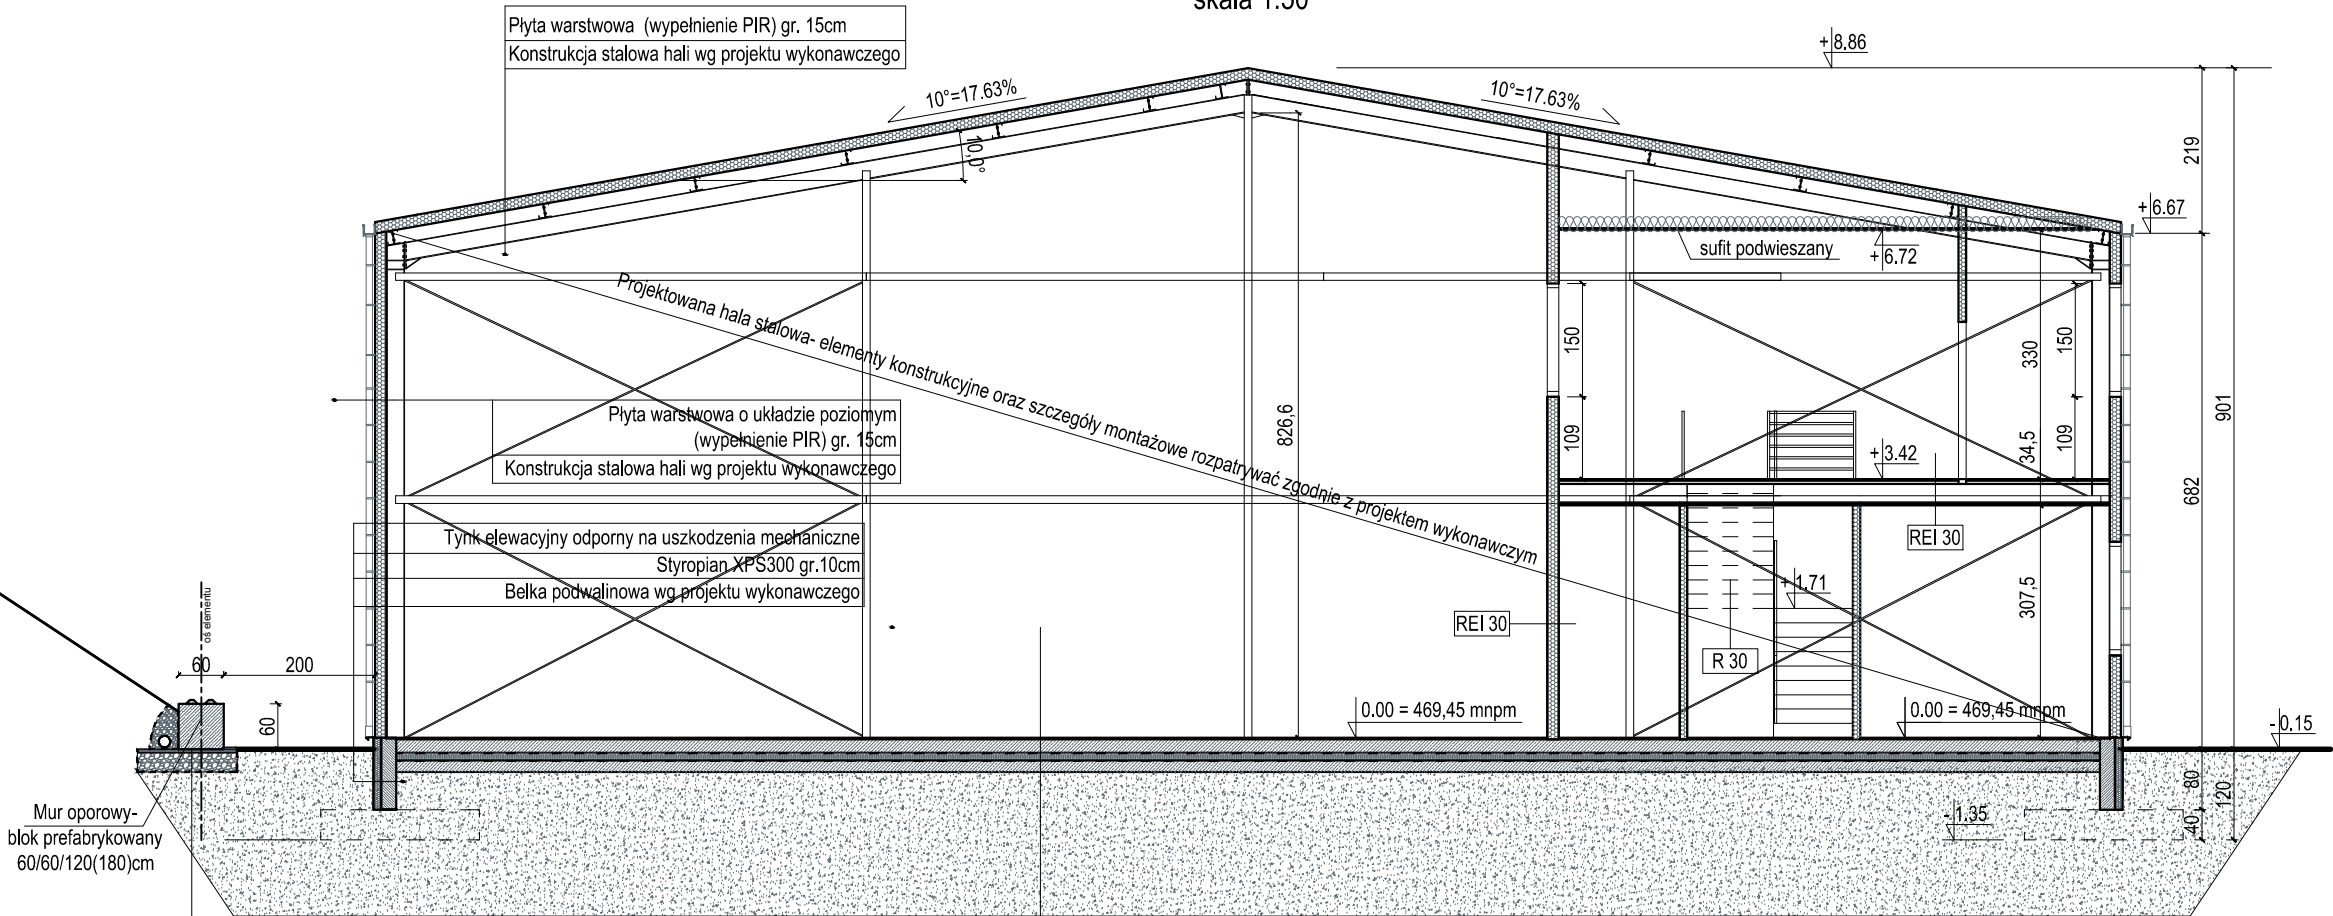 skala 1:50
Płyta warstwowa (wypełnienie PIR) gr. 15cm
Konstrukcja stalowa hali wg projektu wykonawczego
+8.86
10°=17.63%
10°=17.63%
10,0°
219
+6.67
sufit podwieszany
+6.72
Projektowana hala stalowa- elementy konstrukcyjne oraz szczegóły montażowe rozpatrywać zgodnie z projektem wykonawczym
150
330
150
901
Płyta warstwowa o układzie poziomym
(wypełnienie PIR) gr. 15cm
Konstrukcja stalowa hali wg projektu wykonawczego
826,6
109
34,5
109
+3.42
682
Tynk elewacyjny odporny na uszkodzenia mechaniczne
Styropian XPS300 gr.10cm
Belka podwalinowa wg projektu wykonawczego
REI 30
+1.71
307,5
oś elementu
REI 30
R 30
60
200
60
0.00 = 469,45 mnpm
0.00 = 469,45 mnpm
-0.15
80
120
40
-1.35
Mur oporowy-
blok prefabrykowany
60/60/120(180)cm